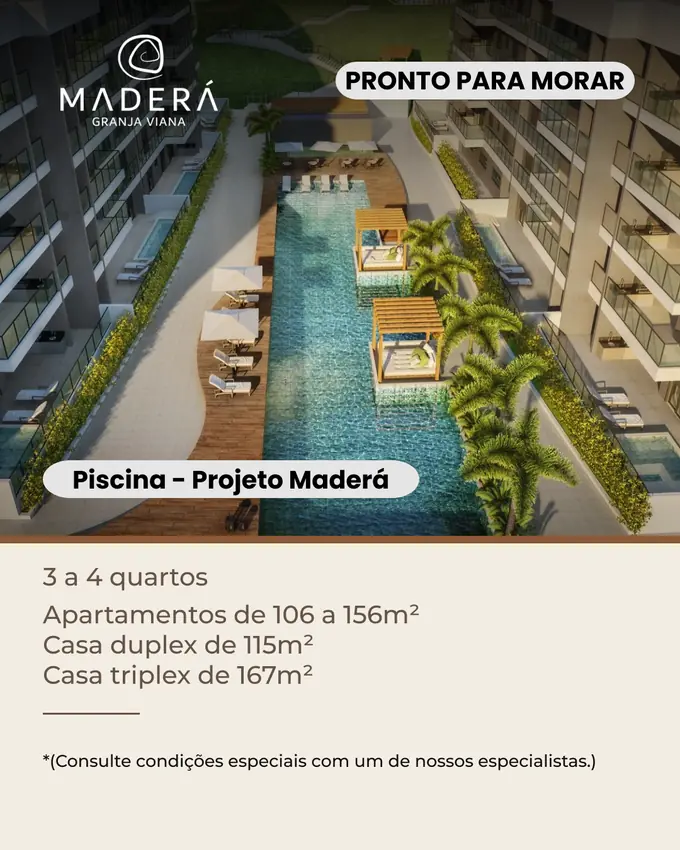 MADERÁ
GRANJA VIANA
PRONTO PARA MORAR
Piscina - Projeto Maderá
3 a 4 quartos
Apartamentos de 106 a 156m²
Casa duplex de 115m²
Casa triplex de 167m²
*(Consulte condições especiais com um de nossos especialistas.)